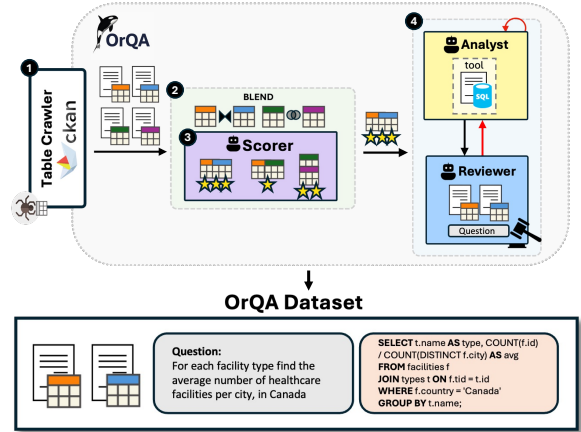 OrQA
1
Table Crawler
ckan
2
BLEND
3
Scorer
4
Analyst
tool
SQL
Reviewer
Question
OrQA Dataset
Question:
For each facility type find the
average number of healthcare
facilities per city, in Canada
SELECT t.name AS type, COUNT(f.id)
/ COUNT(DISTINCT f.city) AS avg
FROM facilities f
JOIN types t ON f.tid = t.id
WHERE f.country = 'Canada'
GROUP BY t.name;